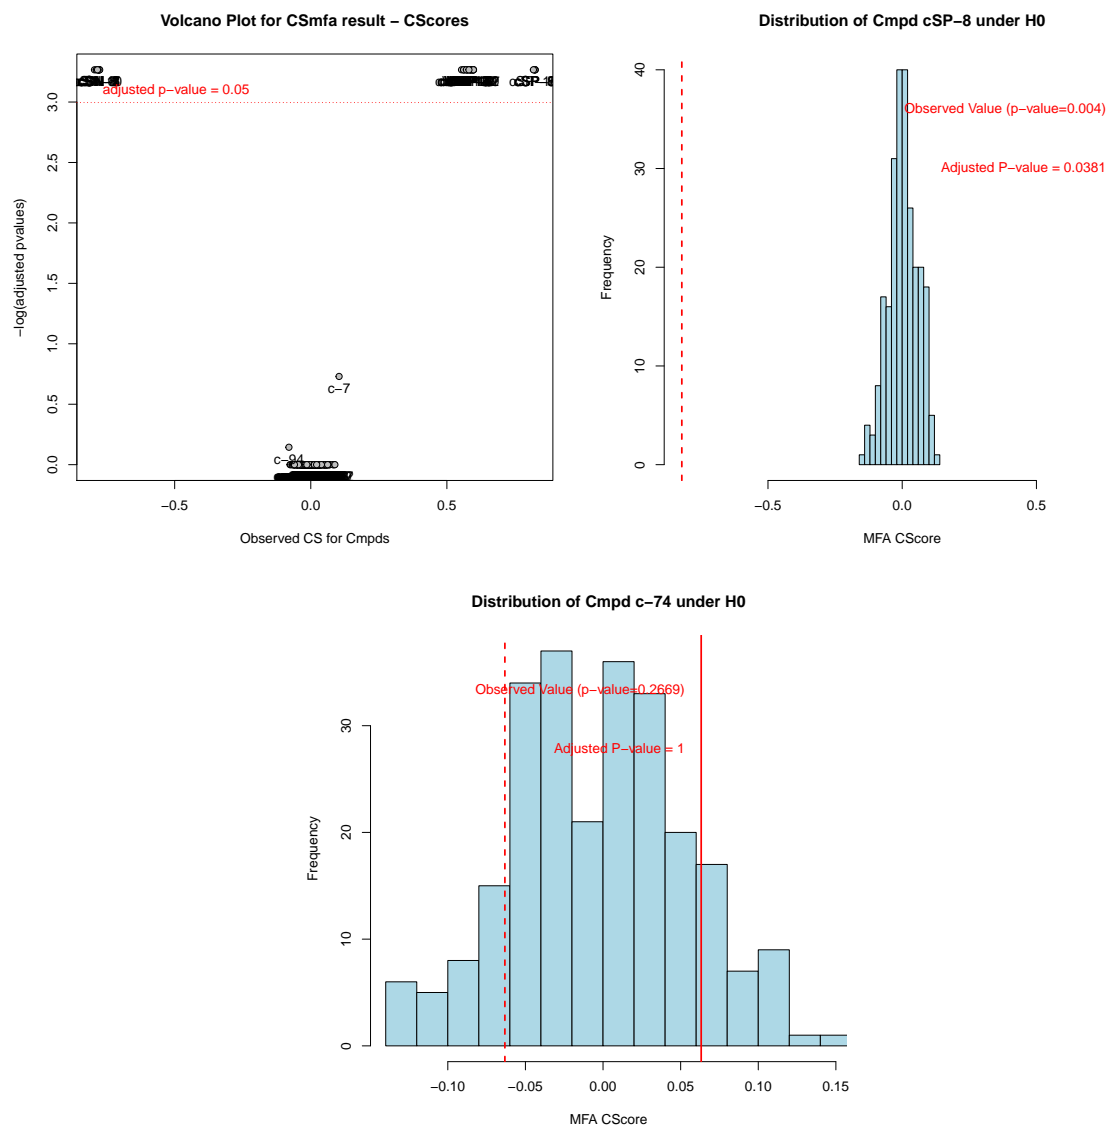 Volcano Plot for CSmfa result − CScores
adjusted p−value = 0.05
c−7
c−94
−log(adjusted pvalues)
0.0
0.5
1.0
1.5
2.0
2.5
3.0
−0.5
0.0
0.5
Observed CS for Cmpds
Distribution of Cmpd cSP−8 under H0
Observed Value (p−value=0.004)
Adjusted P−value = 0.0381
Frequency
0
10
20
30
40
−0.5
0.0
0.5
MFA CScore
Distribution of Cmpd c−74 under H0
Observed Value (p−value=0.2669)
Adjusted P−value = 1
Frequency
0
10
20
30
−0.10
−0.05
0.00
0.05
0.10
0.15
MFA CScore